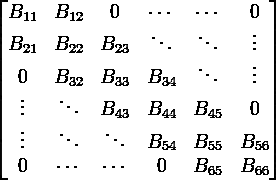 B₁₁ B₁₂ 0 ⋯ ⋯ 0
B₂₁ B₂₂ B₂₃ ⋱ ⋱ ⋮
0 B₃₂ B₃₃ B₃₄ ⋱ ⋮
⋮ ⋱ B₄₃ B₄₄ B₄₅ 0
⋮ ⋱ ⋱ B₅₄ B₅₅ B₅₆
0 ⋯ ⋯ 0 B₆₅ B₆₆